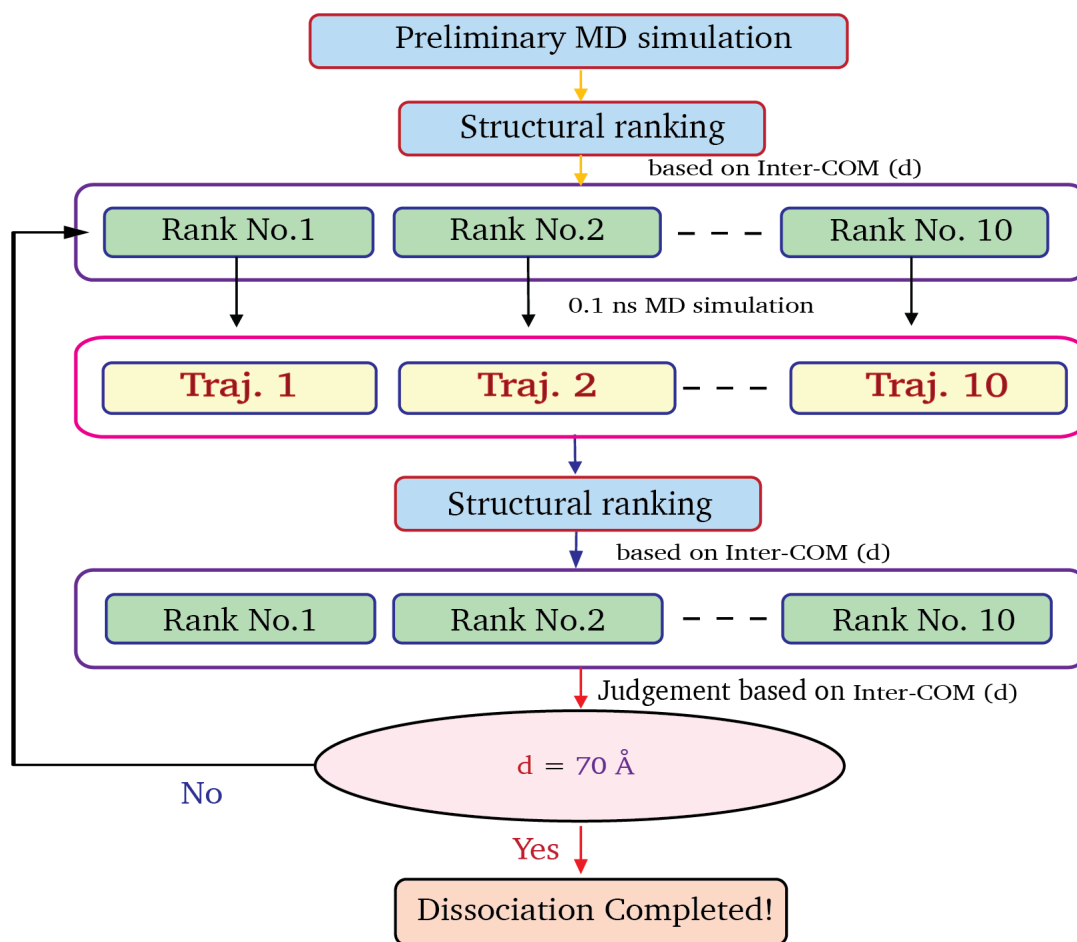 Preliminary MD simulation
Structural ranking
based on Inter-COM (d)
Rank No.1
Rank No.2
Rank No. 10
0.1 ns MD simulation
Traj. 1
Traj. 2
Traj. 10
Structural ranking
based on Inter-COM (d)
Rank No.1
Rank No.2
Rank No. 10
Judgement based on Inter-COM (d)
d = 70 Å
No
Yes
Dissociation Completed!